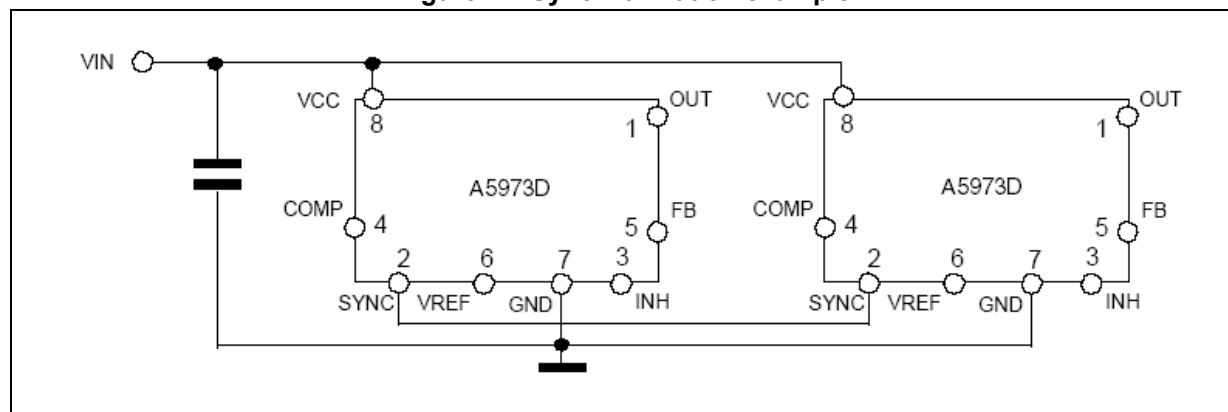 VIN
VCC
8
OUT
1
A5973D
COMP
4
FB
5
2
6
7
3
SYNC
VREF
GND
INH
VCC
8
OUT
1
A5973D
COMP
4
FB
5
2
6
7
3
SYNC
VREF
GND
INH